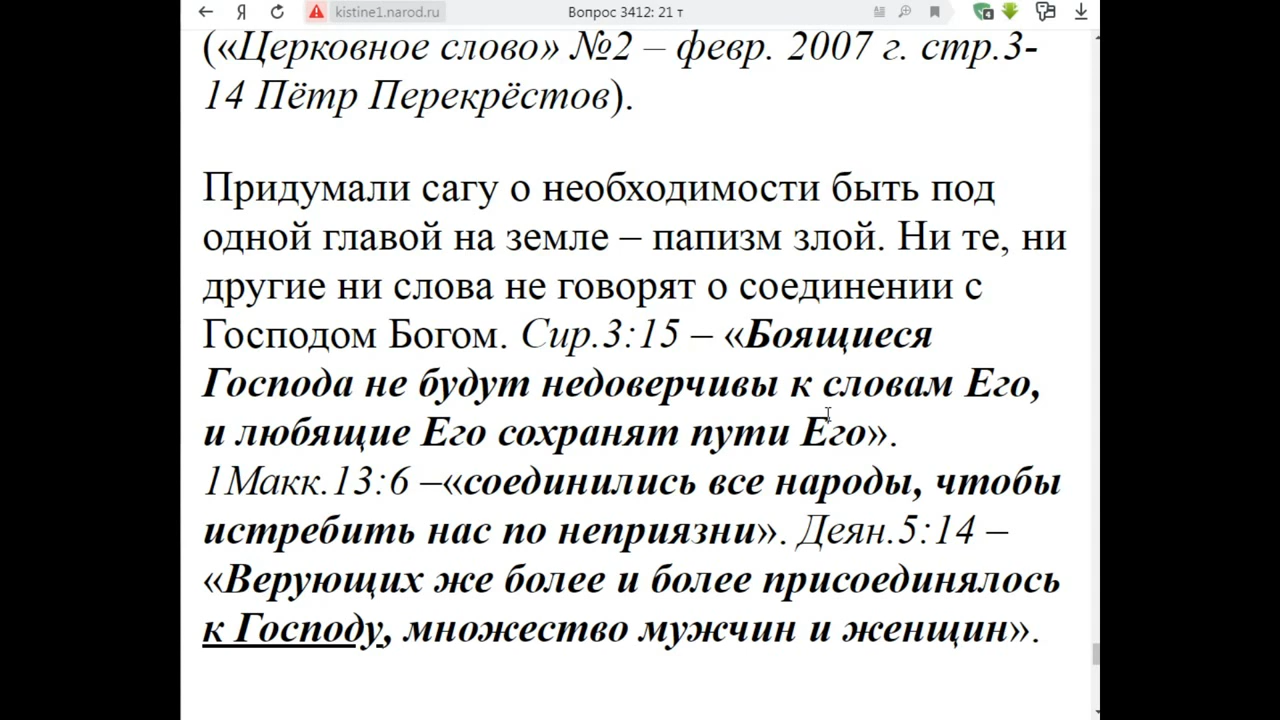 kistine1.narod.ru
Вопрос 3412: 21 т
4
(«Церковное слово» №2 – февр. 2007 г. стр.3-
14 Пётр Перекрёстов).
Придумали сагу о необходимости быть под
одной главой на земле – папизм злой. Ни те, ни
другие ни слова не говорят о соединении с
Господом Богом. Сир.3:15 – «Боящиеся
Господа не будут недоверчивы к словам Его,
и любящие Его сохранят пути Его».
1Макк.13:6 –«соединились все народы, чтобы
истребить нас по неприязни». Деян.5:14 –
«Верующих же более и более присоединялось
к Господу, множество мужчин и женщин».